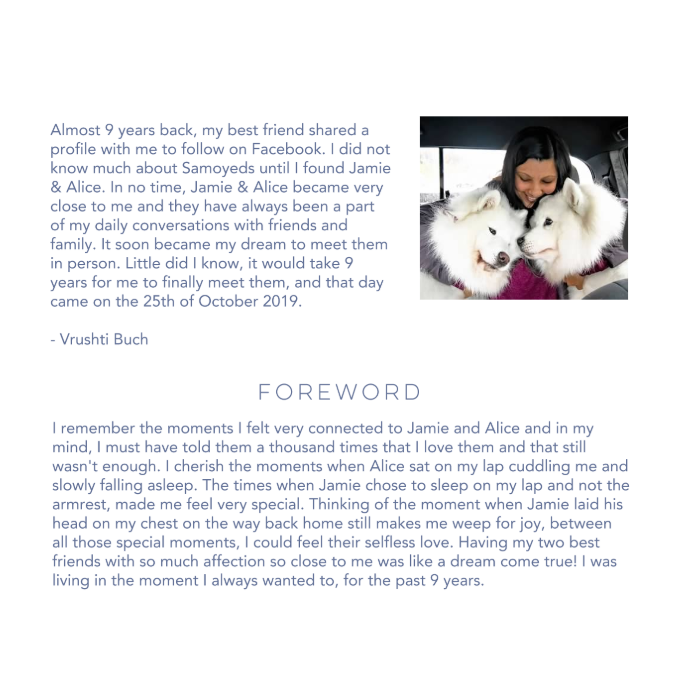 Almost 9 years back, my best friend shared a
profile with me to follow on Facebook. I did not
know much about Samoyeds until I found Jamie
& Alice. In no time, Jamie & Alice became very
close to me and they have always been a part
of my daily conversations with friends and
family. It soon became my dream to meet them
in person. Little did I know, it would take 9
years for me to finally meet them, and that day
came on the 25th of October 2019.
- Vrushti Buch
FOREWORD
I remember the moments I felt very connected to Jamie and Alice and in my
mind, I must have told them a thousand times that I love them and that still
wasn't enough. I cherish the moments when Alice sat on my lap cuddling me and
slowly falling asleep. The times when Jamie chose to sleep on my lap and not the
armrest, made me feel very special. Thinking of the moment when Jamie laid his
head on my chest on the way back home still makes me weep for joy, between
all those special moments, I could feel their selfless love. Having my two best
friends with so much affection so close to me was like a dream come true! I was
living in the moment I always wanted to, for the past 9 years.